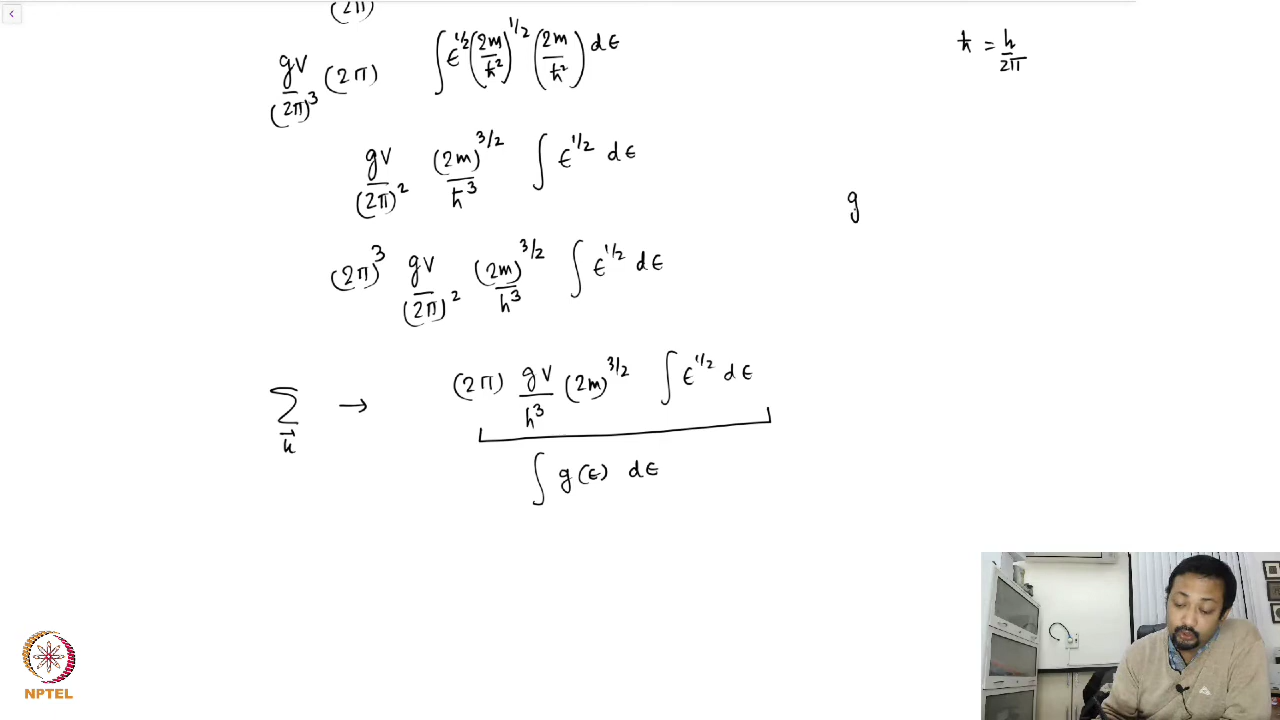 (2π)
gV/(2π)³ (2π) ∫ϵ^{1/2} (2m/ħ²)^{1/2} (2m/ħ²) dϵ
ħ = h/2π
gV/(2π)² (2m)^{3/2}/ħ³ ∫ ϵ^{1/2} dϵ
g
(2π)³ gV/(2π)² (2m)^{3/2}/h³ ∫ ϵ^{1/2} dϵ
∑_{k⃗} → (2π) gV/h³ (2m)^{3/2} ∫ ϵ^{1/2} dϵ
∫ g(ϵ) dϵ
NPTEL